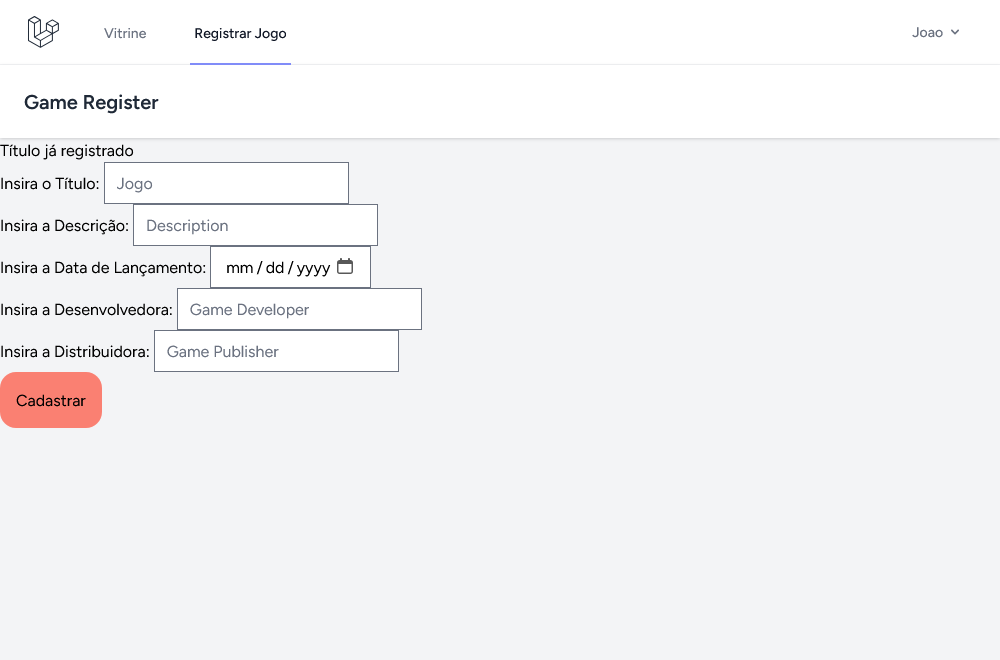 Vitrine Registrar Jogo Joao
Game Register
Título já registrado
Insira o Título: Jogo
Insira a Descrição: Description
Insira a Data de Lançamento: mm / dd / yyyy
Insira a Desenvolvedora: Game Developer
Insira a Distribuidora: Game Publisher
Cadastrar